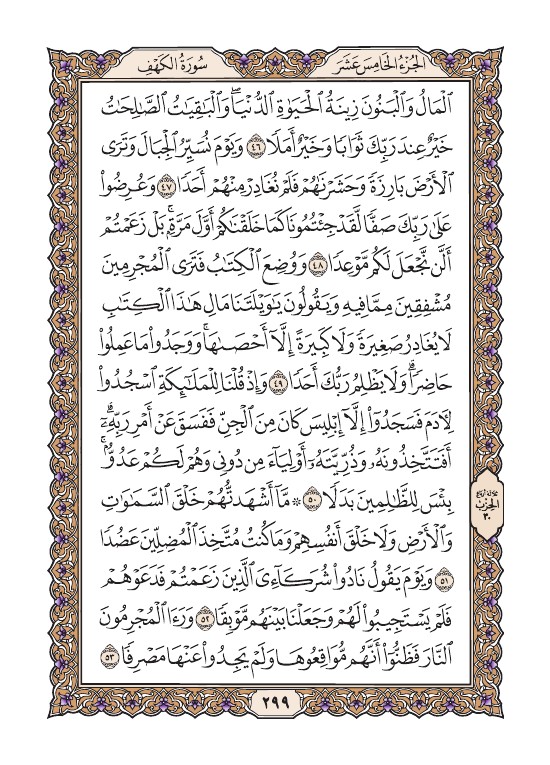 الجُزْءُ الخَامِسَ عَشَرَ
سُورَةُ الكَهْفِ
ٱلْمَالُ وَٱلْبَنُونَ زِينَةُ ٱلْحَيَوٰةِ ٱلدُّنْيَاۖ وَٱلْبَٰقِيَٰتُ ٱلصَّٰلِحَٰتُ
خَيْرٌ عِندَ رَبِّكَ ثَوَابًا وَخَيْرٌ أَمَلًا ٤٦ وَيَوْمَ نُسَيِّرُ ٱلْجِبَالَ وَتَرَى
ٱلْأَرْضَ بَارِزَةً وَحَشَرْنَٰهُمْ فَلَمْ نُغَادِرْ مِنْهُمْ أَحَدًا ٤٧ وَعُرِضُوا۟
عَلَىٰ رَبِّكَ صَفًّا لَّقَدْ جِئْتُمُونَا كَمَا خَلَقْنَٰكُمْ أَوَّلَ مَرَّةٍۭۚ بَلْ زَعَمْتُمْ
أَلَّن نَّجْعَلَ لَكُم مَّوْعِدًا ٤٨ وَوُضِعَ ٱلْكِتَٰبُ فَتَرَى ٱلْمُجْرِمِينَ
مُشْفِقِينَ مِمَّا فِيهِ وَيَقُولُونَ يَٰوَيْلَتَنَا مَالِ هَٰذَا ٱلْكِتَٰبِ
لَا يُغَادِرُ صَغِيرَةً وَلَا كَبِيرَةً إِلَّآ أَحْصَىٰهَاۚ وَوَجَدُوا۟ مَا عَمِلُوا۟
حَاضِرًاۗ وَلَا يَظْلِمُ رَبُّكَ أَحَدًا ٤٩ وَإِذْ قُلْنَا لِلْمَلَٰٓئِكَةِ ٱسْجُدُوا۟
لِءَادَمَ فَسَجَدُوٓا۟ إِلَّآ إِبْلِيسَ كَانَ مِنَ ٱلْجِنِّ فَفَسَقَ عَنْ أَمْرِ رَبِّهِۦٓۗ
أَفَتَتَّخِذُونَهُۥ وَذُرِّيَّتَهُۥٓ أَوْلِيَآءَ مِن دُونِى وَهُمْ لَكُمْ عَدُوٌّۢۚ
بِئْسَ لِلظَّٰلِمِينَ بَدَلًا ٥٠ ۞ مَّآ أَشْهَدتُّهُمْ خَلْقَ ٱلسَّمَٰوَٰتِ
وَٱلْأَرْضِ وَلَا خَلْقَ أَنفُسِهِمْ وَمَا كُنتُ مُتَّخِذَ ٱلْمُضِلِّينَ عَضُدًا
٥١ وَيَوْمَ يَقُولُ نَادُوا۟ شُرَكَآءِىَ ٱلَّذِينَ زَعَمْتُمْ فَدَعَوْهُمْ
فَلَمْ يَسْتَجِيبُوا۟ لَهُمْ وَجَعَلْنَا بَيْنَهُم مَّوْبِقًا ٥٢ وَرَءَا ٱلْمُجْرِمُونَ
ٱلنَّارَ فَظَنُّوٓا۟ أَنَّهُم مُّوَاقِعُوهَا وَلَمْ يَجِدُوا۟ عَنْهَا مَصْرِفًا ٥٣
الحِزْب
٣٠
٢٩٩